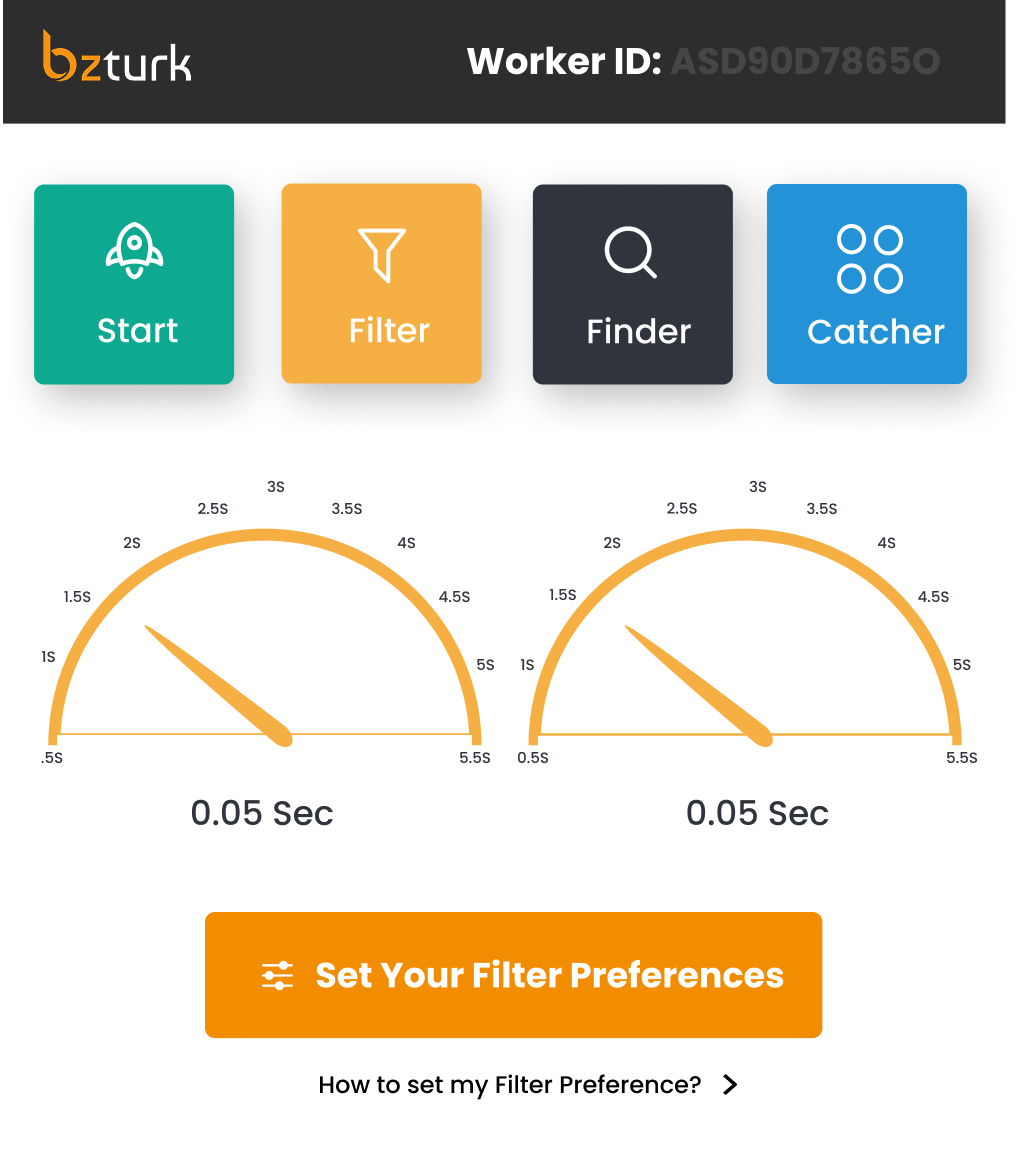 bzturk
Worker ID: ASD90D7865O
Start
Filter
Finder
Catcher
3S
2.5S
3.5S
2S
4S
1.5S
4.5S
1S
5S
.5S
5.5S
0.05 Sec
3S
2.5S
3.5S
2S
4S
1.5S
4.5S
1S
5S
0.5S
5.5S
0.05 Sec
Set Your Filter Preferences
How to set my Filter Preference?